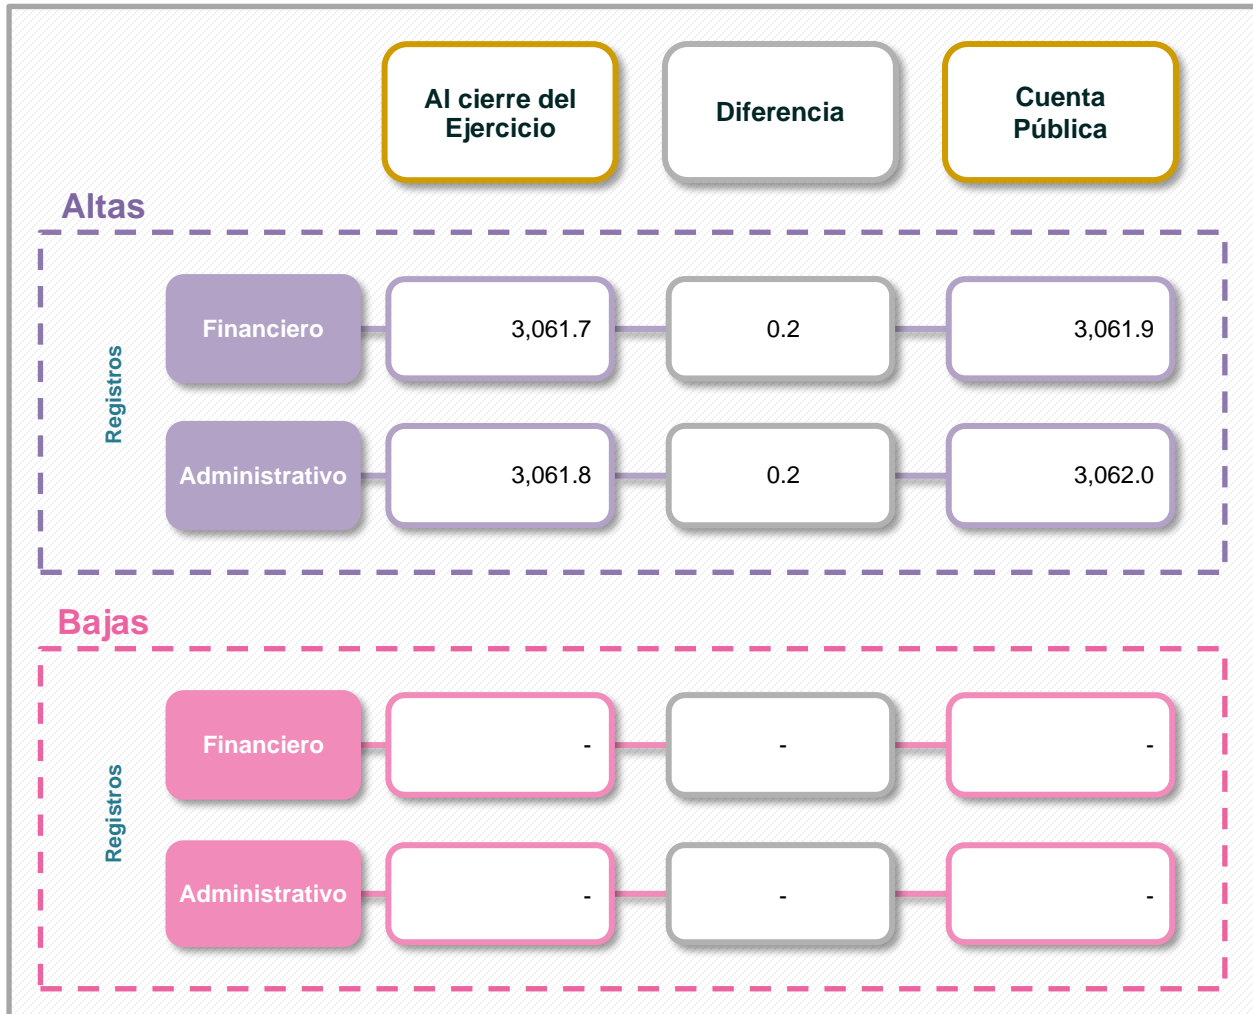 Al cierre del
Ejercicio
Diferencia
Cuenta
Pública
Altas
Registros
Financiero
3,061.7
0.2
3,061.9
Administrativo
3,061.8
0.2
3,062.0
Bajas
Registros
Financiero
-
-
-
Administrativo
-
-
-